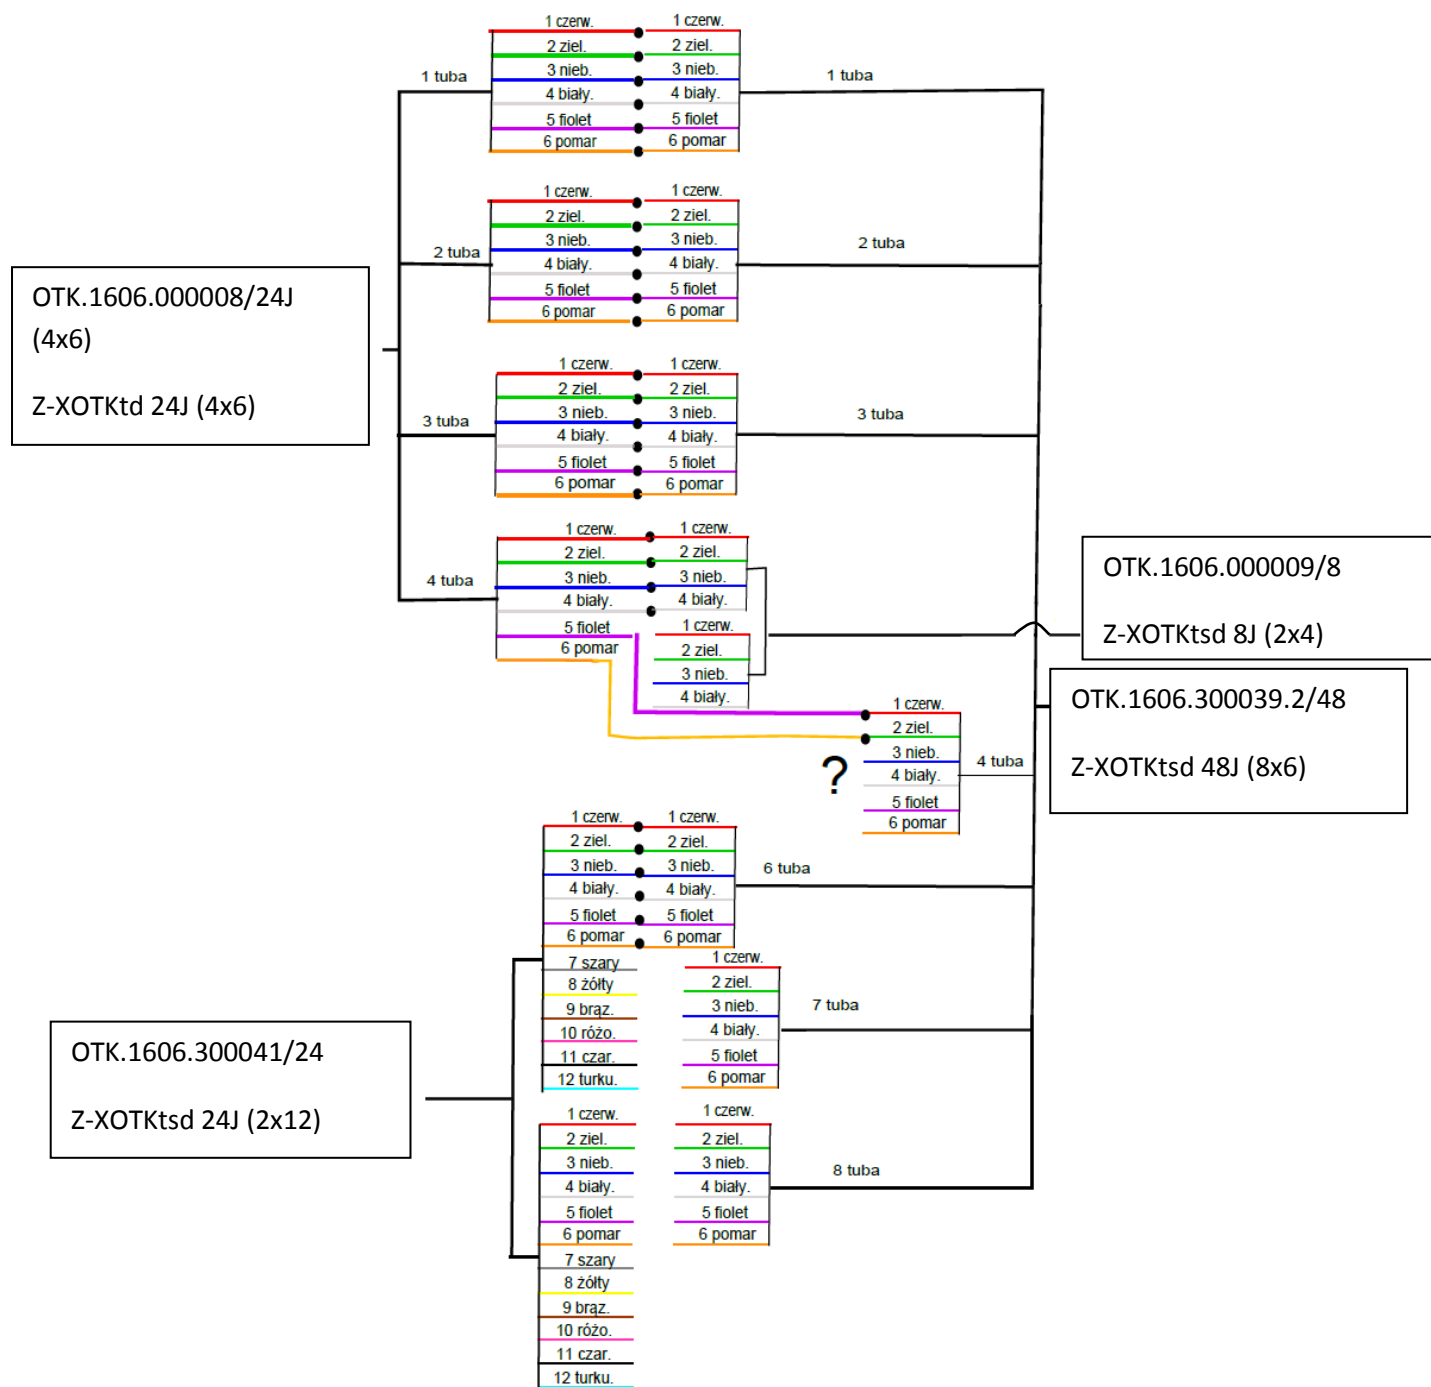 1 czerw. 1 czerw.
2 ziel. 2 ziel.
1 tuba 3 nieb. 3 nieb. 1 tuba
4 biały. 4 biały.
5 fiolet 5 fiolet
6 pomar 6 pomar
1 czerw. 1 czerw.
2 ziel. 2 ziel.
2 tuba 3 nieb. 3 nieb. 2 tuba
4 biały. 4 biały.
5 fiolet 5 fiolet
6 pomar 6 pomar
OTK.1606.000008/24J
(4x6)
Z-XOTKtd 24J (4x6)
1 czerw. 1 czerw.
2 ziel. 2 ziel.
3 tuba 3 nieb. 3 nieb. 3 tuba
4 biały. 4 biały.
5 fiolet 5 fiolet
6 pomar 6 pomar
1 czerw. 1 czerw.
2 ziel. 2 ziel.
4 tuba 3 nieb. 3 nieb.
4 biały. 4 biały.
5 fiolet 1 czerw.
6 pomar 2 ziel.
3 nieb.
4 biały.
OTK.1606.000009/8
Z-XOTKtsd 8J (2x4)
OTK.1606.300039.2/48
Z-XOTKtsd 48J (8x6)
1 czerw.
2 ziel.
? 3 nieb. 4 tuba
4 biały.
5 fiolet
6 pomar
1 czerw. 1 czerw.
2 ziel. 2 ziel.
3 nieb. 3 nieb. 6 tuba
4 biały. 4 biały.
5 fiolet 5 fiolet
6 pomar 6 pomar
7 szary 1 czerw.
8 żółty 2 ziel.
9 brąz. 3 nieb. 7 tuba
10 różo. 4 biały.
11 czar. 5 fiolet
12 turku. 6 pomar
OTK.1606.300041/24
Z-XOTKtsd 24J (2x12)
1 czerw. 1 czerw.
2 ziel. 2 ziel.
3 nieb. 3 nieb. 8 tuba
4 biały. 4 biały.
5 fiolet 5 fiolet
6 pomar 6 pomar
7 szary
8 żółty
9 brąz.
10 różo.
11 czar.
12 turku.